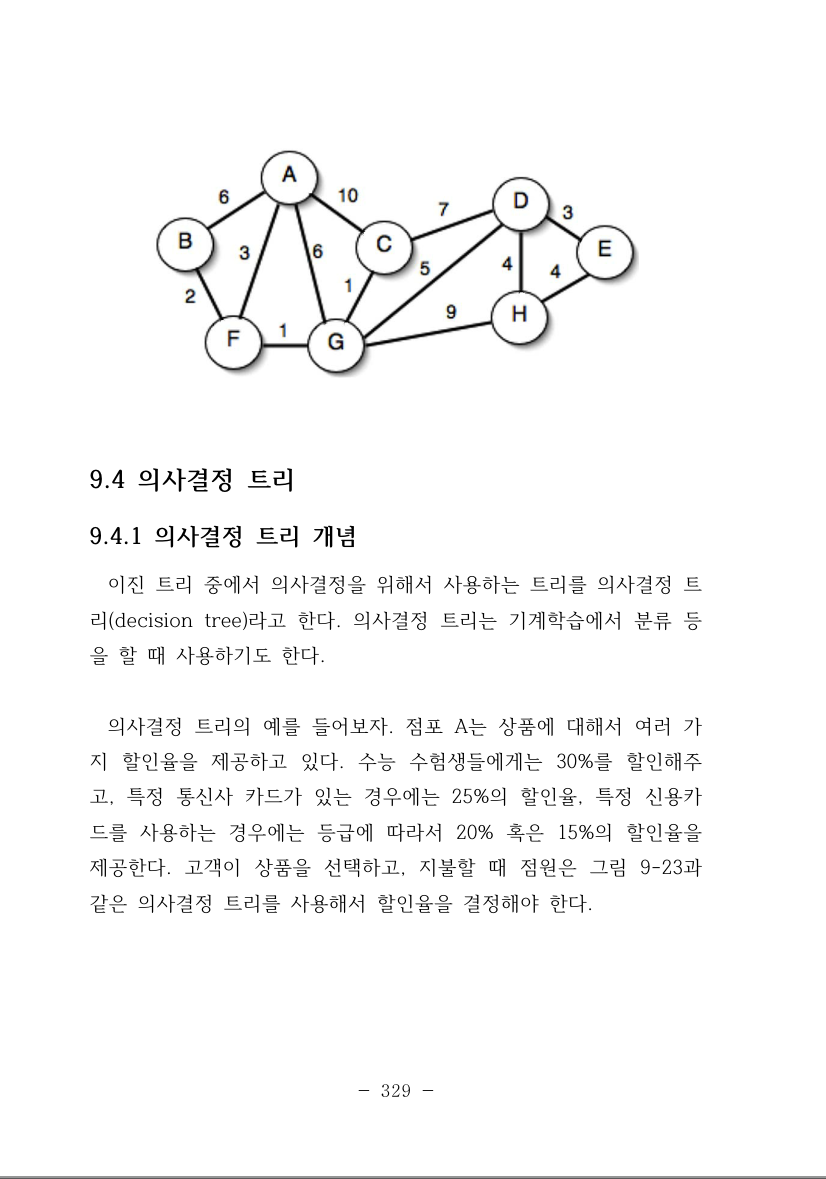 A
6
10
7
D
3
B
3
6
C
5
4
4
E
2
1
9
H
F
1
G
9.4 의사결정 트리
9.4.1 의사결정 트리 개념
이진 트리 중에서 의사결정을 위해서 사용하는 트리를 의사결정 트
리(decision tree)라고 한다. 의사결정 트리는 기계학습에서 분류 등
을 할 때 사용하기도 한다.
의사결정 트리의 예를 들어보자. 점포 A는 상품에 대해서 여러 가
지 할인율을 제공하고 있다. 수능 수험생들에게는 30%를 할인해주
고, 특정 통신사 카드가 있는 경우에는 25%의 할인율, 특정 신용카
드를 사용하는 경우에는 등급에 따라서 20% 혹은 15%의 할인율을
제공한다. 고객이 상품을 선택하고, 지불할 때 점원은 그림 9-23과
같은 의사결정 트리를 사용해서 할인율을 결정해야 한다.
- 329 -